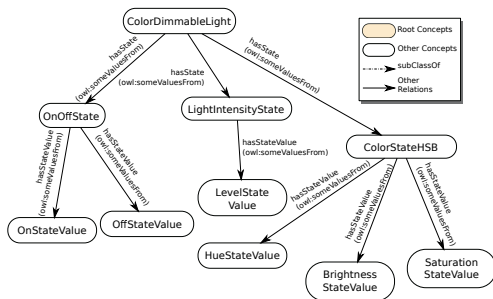 ColorDimmableLight
Root Concepts
Other Concepts
subClassOf
Other
Relations
hasState
(owl:someValuesFrom)
hasState
(owl:someValuesFrom)
hasState
(owl:someValuesFrom)
OnOffState
LightIntensityState
ColorStateHSB
hasStateValue
(owl:someValuesFrom)
hasStateValue
(owl:someValuesFrom)
hasStateValue
(owl:someValuesFrom)
hasStateValue
(owl:someValuesFrom)
hasStateValue
(owl:someValuesFrom)
hasStateValue
(owl:someValuesFrom)
LevelState
Value
OnStateValue
OffStateValue
HueStateValue
Brightness
StateValue
Saturation
StateValue